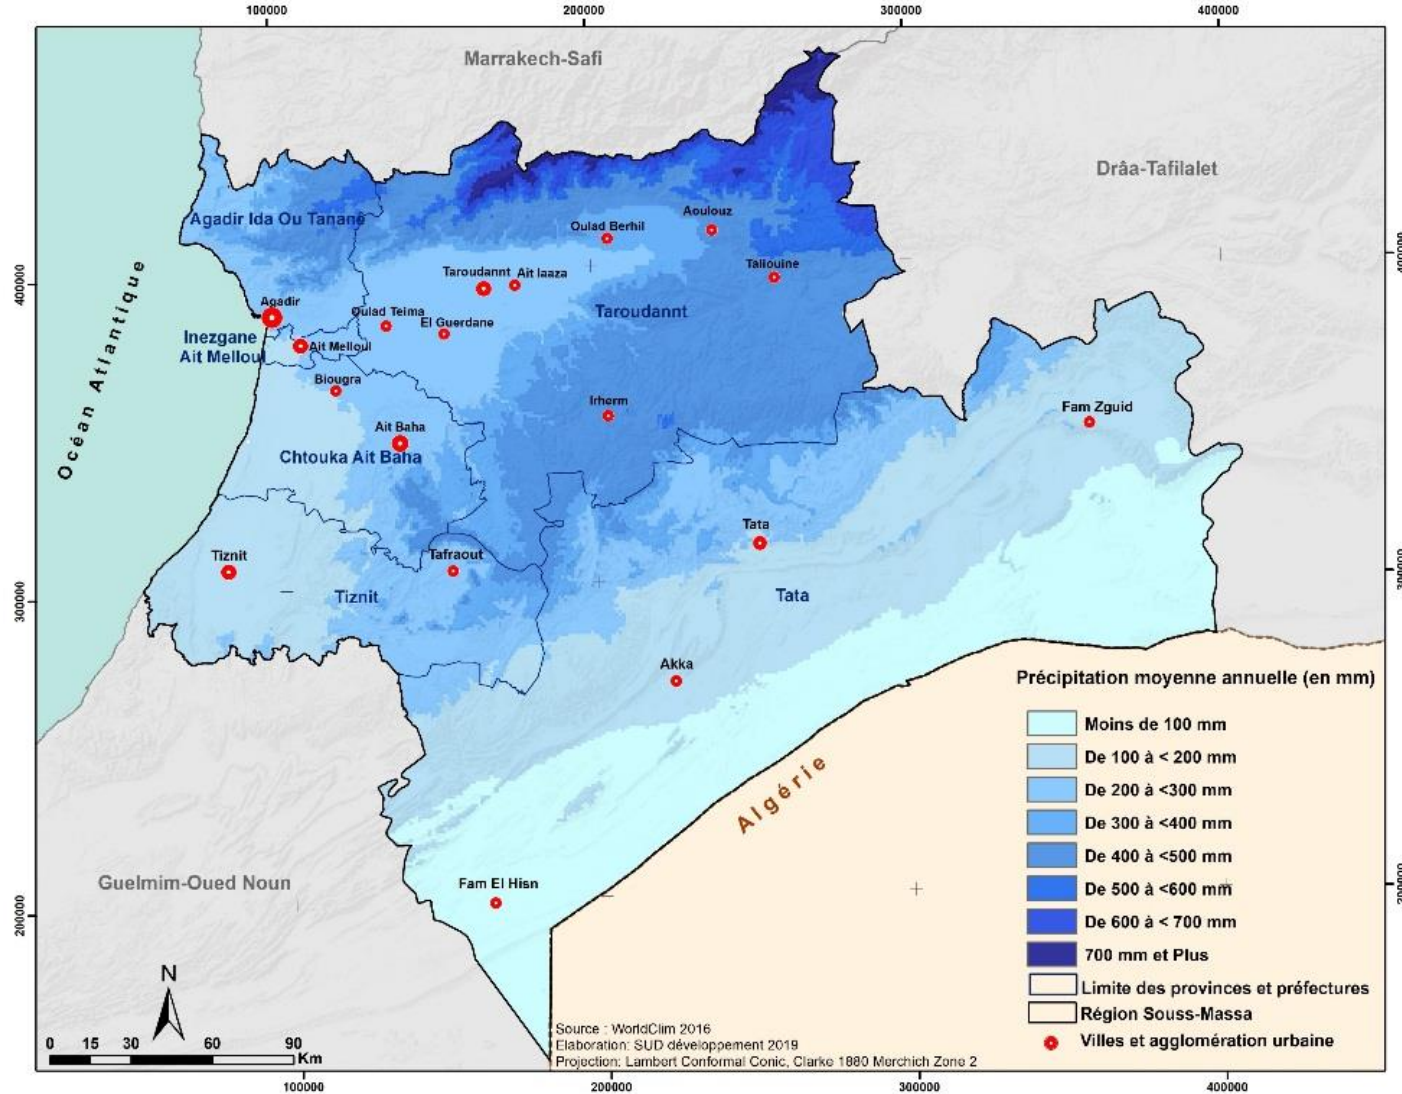 100000 200000 300000 400000
Marrakech-Safi
Drâa-Tafilalet
Agadir Ida Ou Tanane
Aoulouz
Oulad Berhil
Taliouine
Taroudannt
Ait Iaaza
Océan Atlantique
400000
400000
Agadir
Oulad Teima
El Guerdane
Taroudannt
Inezgane
Ait Melloul
Ait Melloul
Biougra
Irherm
Fam Zguid
Ait Baha
Chtouka Ait Baha
Tata
Tiznit
Tafraout
Tiznit
Tata
300000
300000
Akka
Algérie
Guelmim-Oued Noun
Fam El Hisn
200000
200000
Précipitation moyenne annuelle (en mm)
Moins de 100 mm
De 100 à < 200 mm
De 200 à <300 mm
De 300 à <400 mm
De 400 à <500 mm
De 500 à <600 mm
De 600 à < 700 mm
700 mm et Plus
Limite des provinces et préfectures
Région Souss-Massa
Villes et agglomération urbaine
N
0 15 30 60 90
Km
Source : WorldClim 2016
Elaboration: SUD développement 2019
Projection: Lambert Conformal Conic, Clarke 1880 Merchich Zone 2
100000 200000 300000 400000